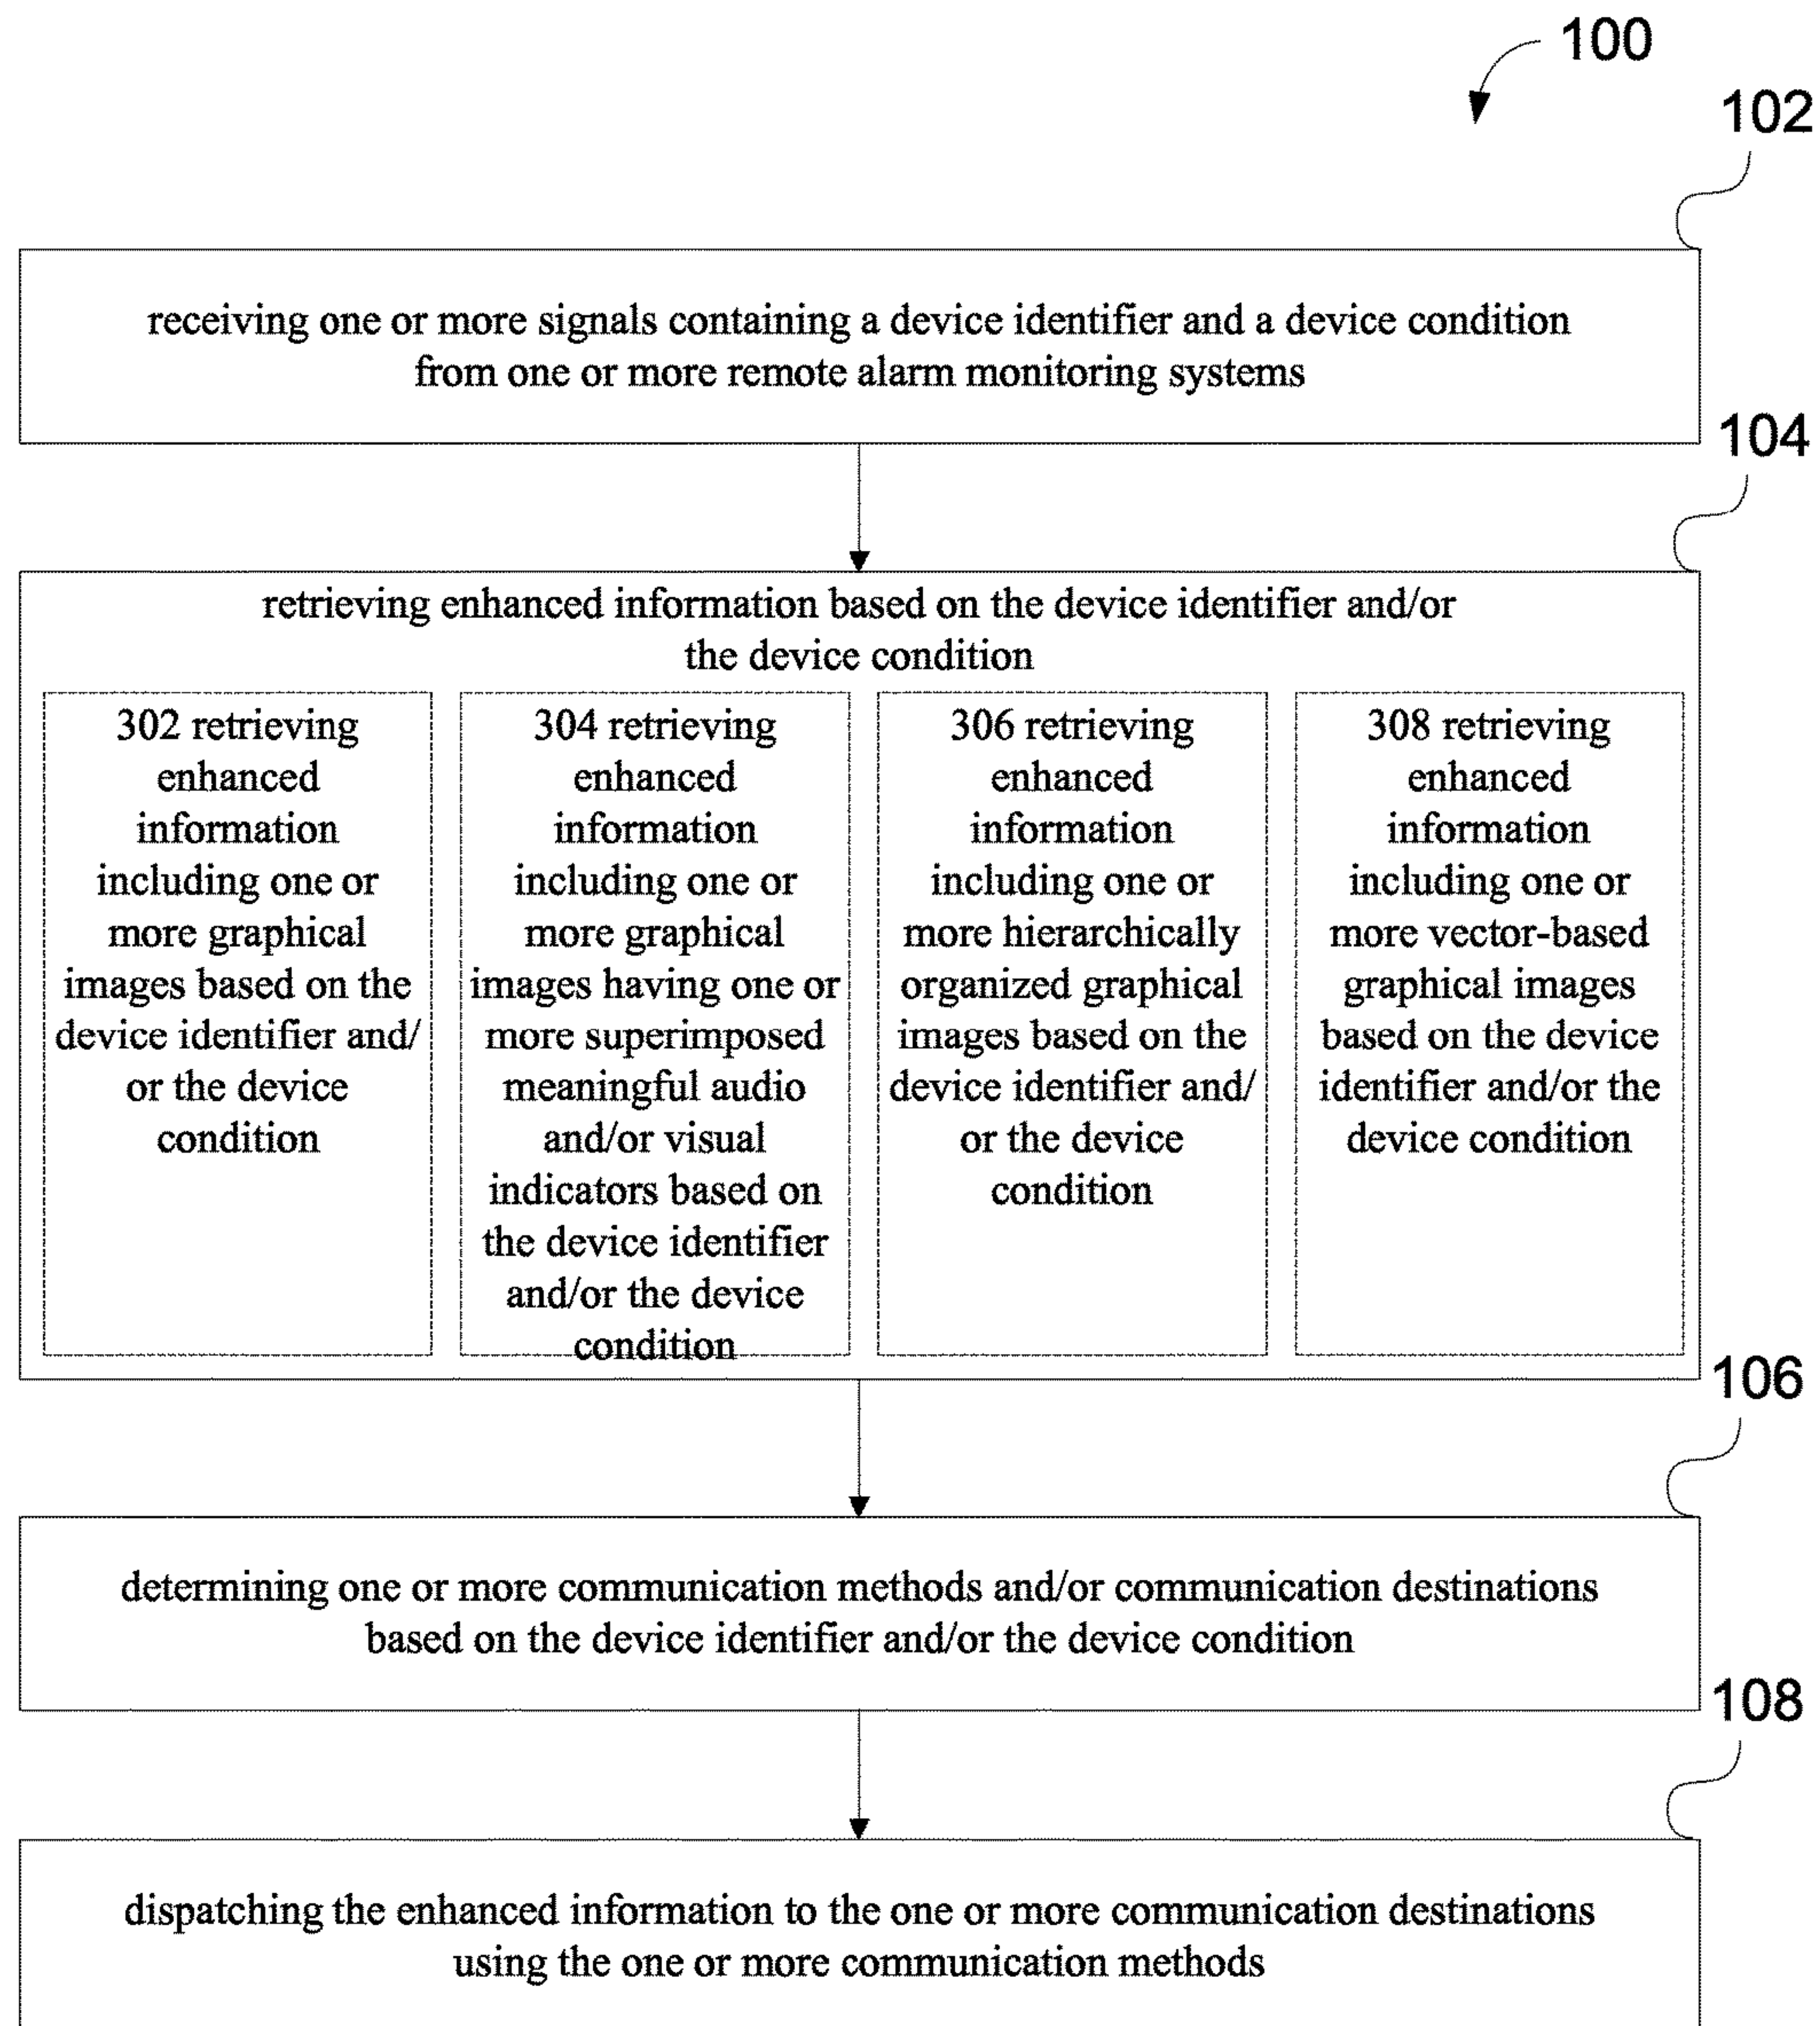 100
102
receiving one or more signals containing a device identifier and a device condition
from one or more remote alarm monitoring systems
104
retrieving enhanced information based on the device identifier and/or
the device condition
302 retrieving
enhanced
information
including one or
more graphical
images based on the
device identifier and/
or the device
condition
304 retrieving
enhanced
information
including one or
more graphical
images having one or
more superimposed
meaningful audio
and/or visual
indicators based on
the device identifier
and/or the device
condition
306 retrieving
enhanced
information
including one or
more hierarchically
organized graphical
images based on the
device identifier and/
or the device
condition
308 retrieving
enhanced
information
including one or
more vector-based
graphical images
based on the device
identifier and/or the
device condition
106
determining one or more communication methods and/or communication destinations
based on the device identifier and/or the device condition
108
dispatching the enhanced information to the one or more communication destinations
using the one or more communication methods